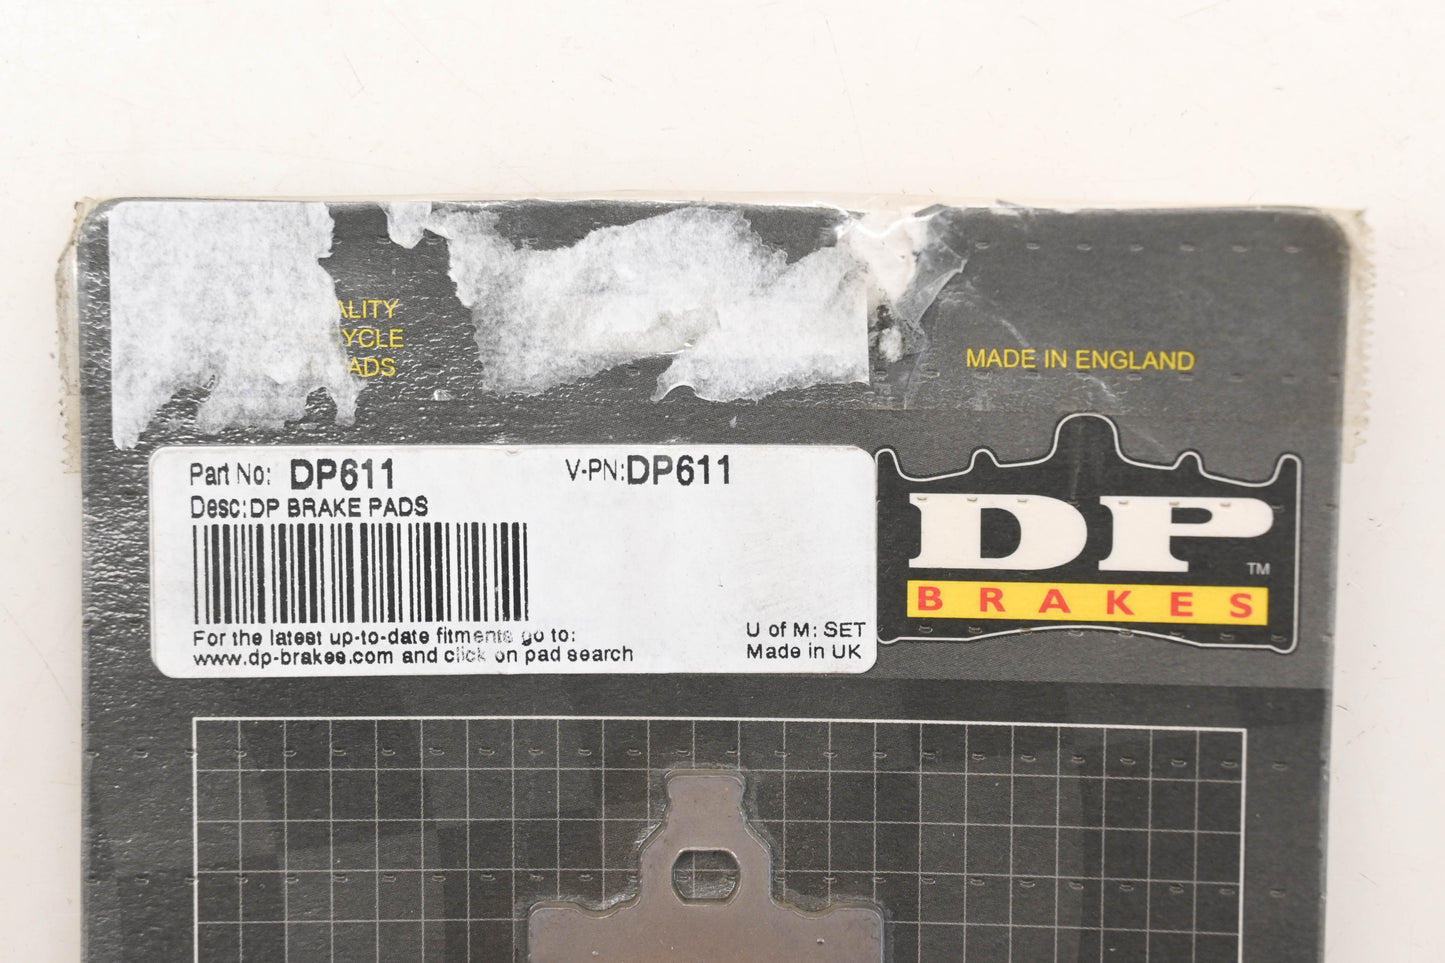 ALITY
YCLE
ADS
MADE IN ENGLAND
Part No: DP611 V-PN:DP611
Desc:DP BRAKE PADS
For the latest up-to-date fitments go to:
www.dp-brakes.com and click on pad search
U of M: SET
Made in UK
DP TM
BRAKES